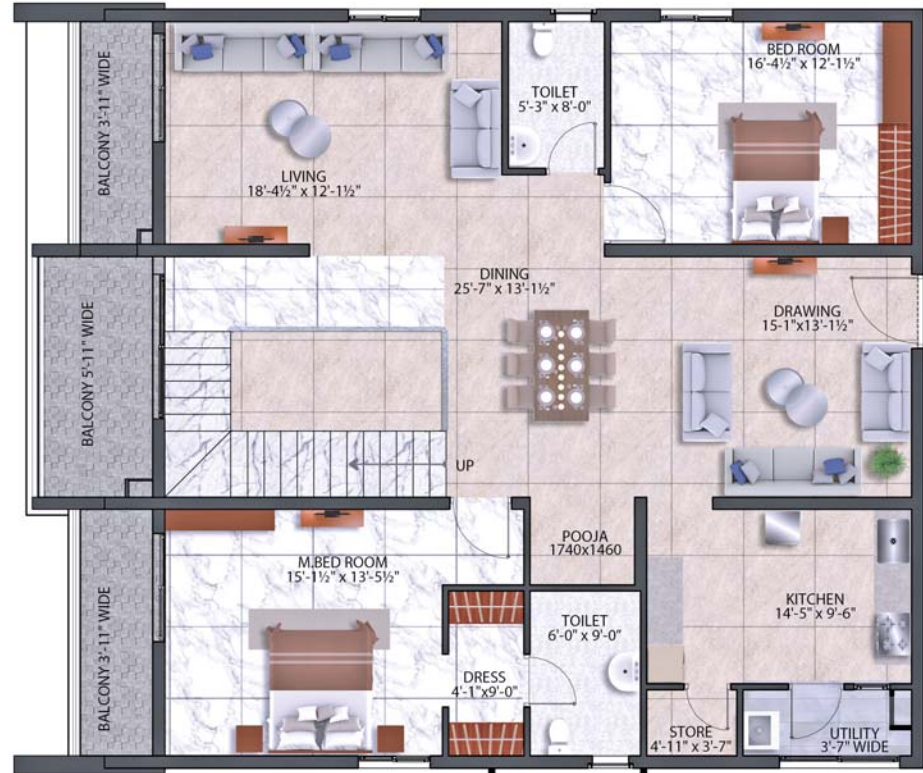 BALCONY 3'-11" WIDE
LIVING
18'-4½" x 12'-1½"
TOILET
5'-3" x 8'-0"
BED ROOM
16'-4½" x 12'-1½"
BALCONY 5'-11" WIDE
DINING
25'-7" x 13'-1½"
DRAWING
15-1"x13'-1½"
UP
BALCONY 3'-11" WIDE
M.BED ROOM
15'-1½" x 13'-5½"
POOJA
1740x1460
KITCHEN
14'-5" x 9'-6"
DRESS
4'-1"x9'-0"
TOILET
6'-0" x 9'-0"
STORE
4'-11" x 3'-7"
UTILITY
3'-7" WIDE